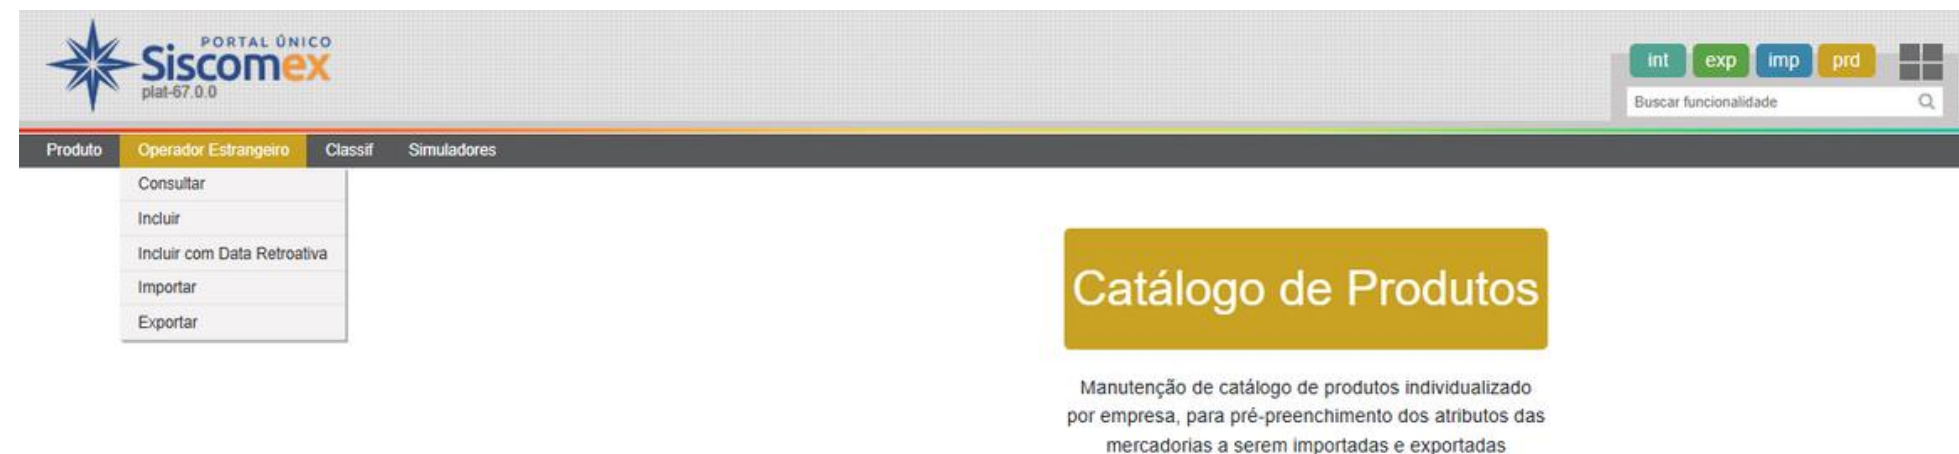 PORTAL ÚNICO
Siscomex
plat-67.0.0
int exp imp prd
Buscar funcionalidade
Produto Operador Estrangeiro Classif Simuladores
Consultar
Incluir
Incluir com Data Retroativa
Importar
Exportar
Catálogo de Produtos
Manutenção de catálogo de produtos individualizado
por empresa, para pré-preenchimento dos atributos das
mercadorias a serem importadas e exportadas